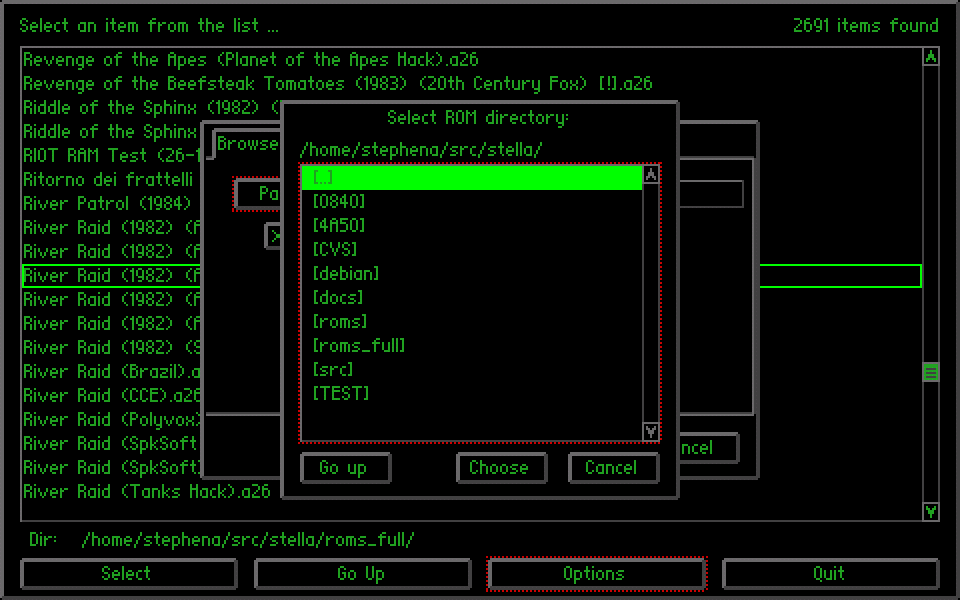 Select an item from the list ...
2691 items found
Revenge of the Apes (Planet of the Apes Hack).a26
Revenge of the Beefsteak Tomatoes (1983) (20th Century Fox) [!].a26
Riddle of the Sphinx (1982) (
Riddle of the Sphinx
RIOT RAM Test (26-1
Ritorno dei frattelli
River Patrol (1984)
River Raid (1982) (
River Raid (1982) (
River Raid (1982) (
River Raid (1982) (
River Raid (1982) (
River Raid (1982) (S
River Raid (Brazil).a
River Raid (CCE).a26
River Raid (Polyvox)
River Raid (SpkSoft
River Raid (SpkSoft)
River Raid (Tanks Hack).a26
Browse
Pa
ncel
Select ROM directory:
/home/stephena/src/stella/
[..]
[0840]
[4A50]
[CVS]
[debian]
[docs]
[roms]
[roms_full]
[src]
[TEST]
Go up
Choose
Cancel
Dir: /home/stephena/src/stella/roms_full/
Select
Go Up
Options
Quit